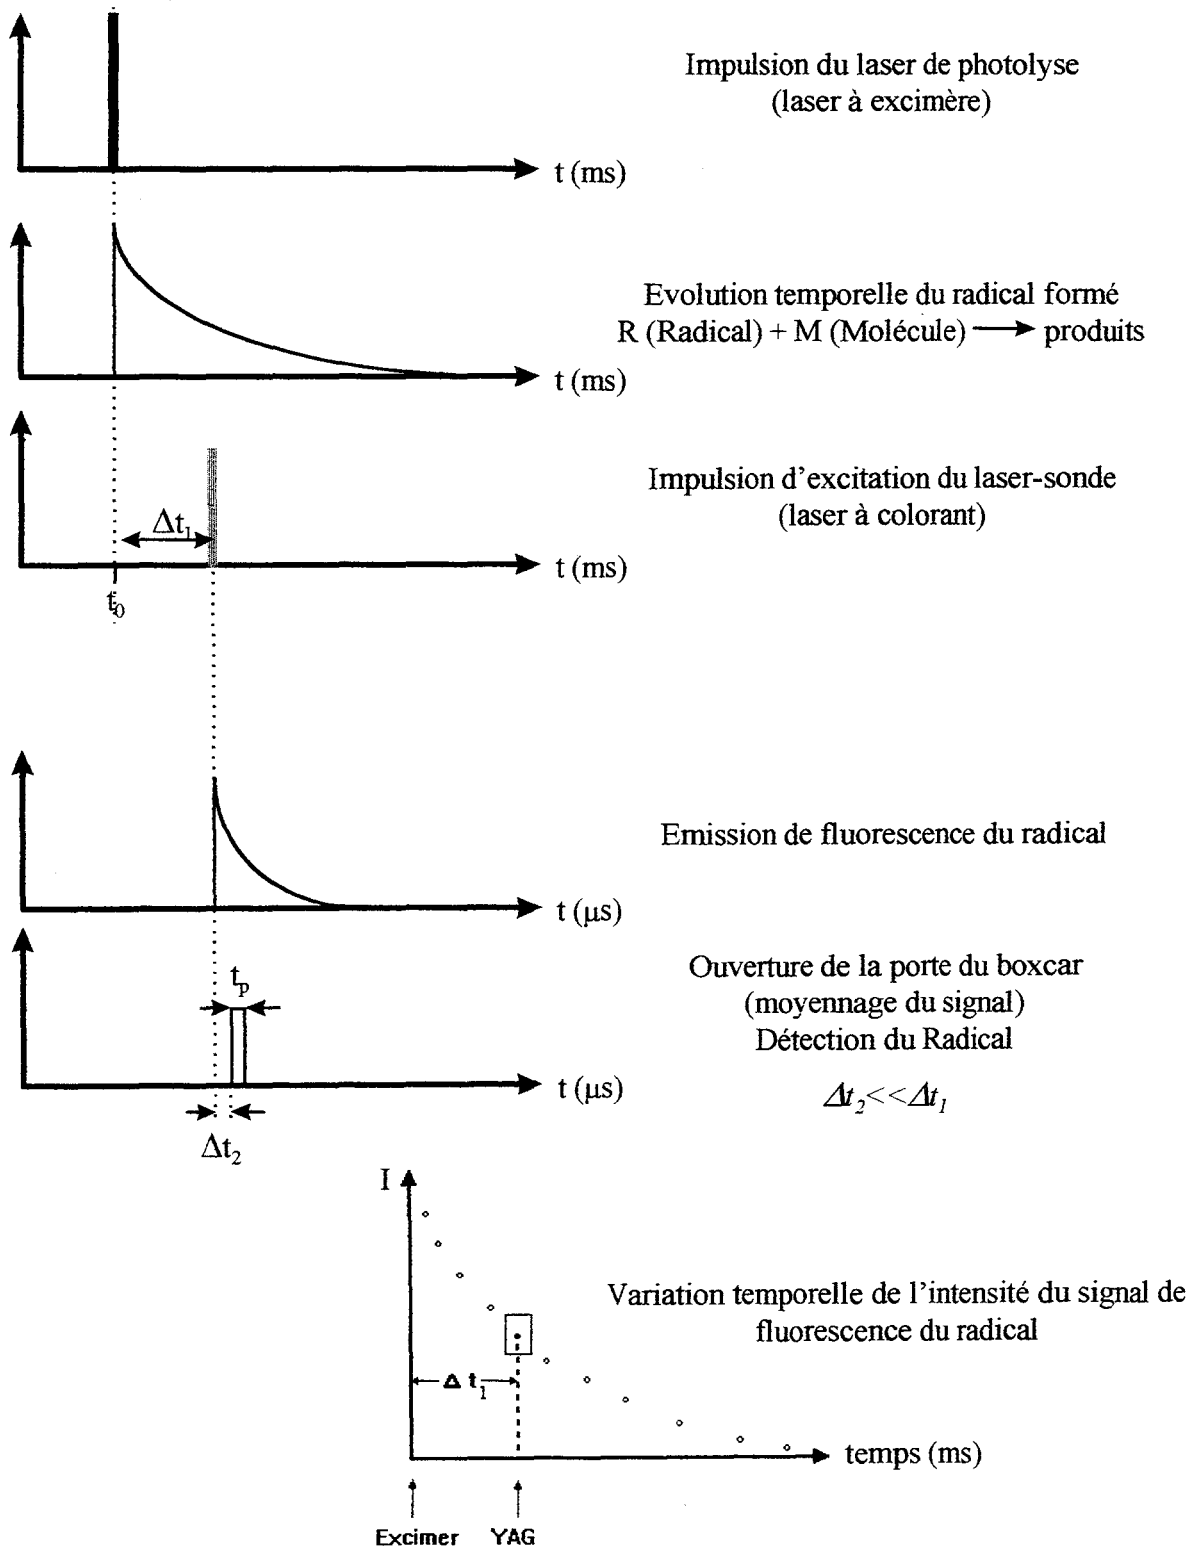 Impulsion du laser de photolyse
(laser à excimère)
t (ms)
Evolution temporelle du radical formé
R (Radical) + M (Molécule) → produits
t (ms)
Impulsion d'excitation du laser-sonde
(laser à colorant)
Δt₁
t (ms)
t₀
Emission de fluorescence du radical
t (μs)
Ouverture de la porte du boxcar
(moyennage du signal)
Détection du Radical
tₚ
t (μs)
Δt₂<<Δt₁
Δt₂
I
Variation temporelle de l'intensité du signal de
fluorescence du radical
Δ t₁
temps (ms)
Excimer YAG